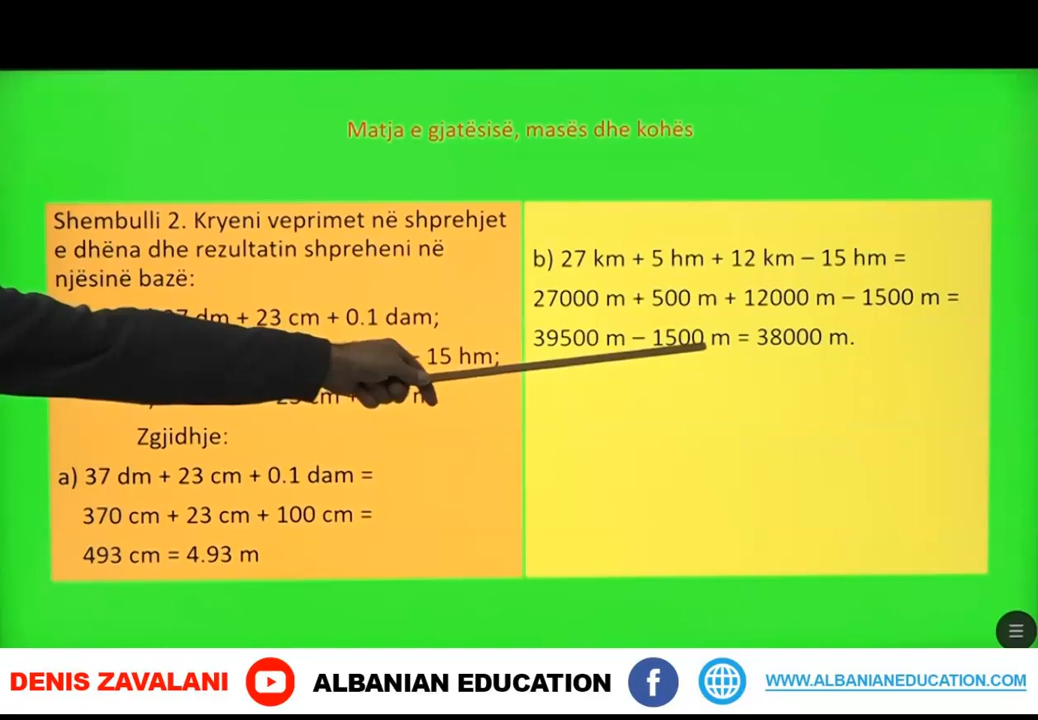 Matja e gjatësisë, masës dhe kohës
Shembulli 2. Kryeni veprimet në shprehjet
e dhëna dhe rezultatin shpreheni në
njësinë bazë:
dm + 23 cm + 0.1 dam;
15 hm;
Zgjidhje:
a) 37 dm + 23 cm + 0.1 dam =
370 cm + 23 cm + 100 cm =
493 cm = 4.93 m
b) 27 km + 5 hm + 12 km – 15 hm =
27000 m + 500 m + 12000 m – 1500 m =
39500 m – 1500 m = 38000 m.
DENIS ZAVALANI
ALBANIAN EDUCATION
f
WWW.ALBANIANEDUCATION.COM